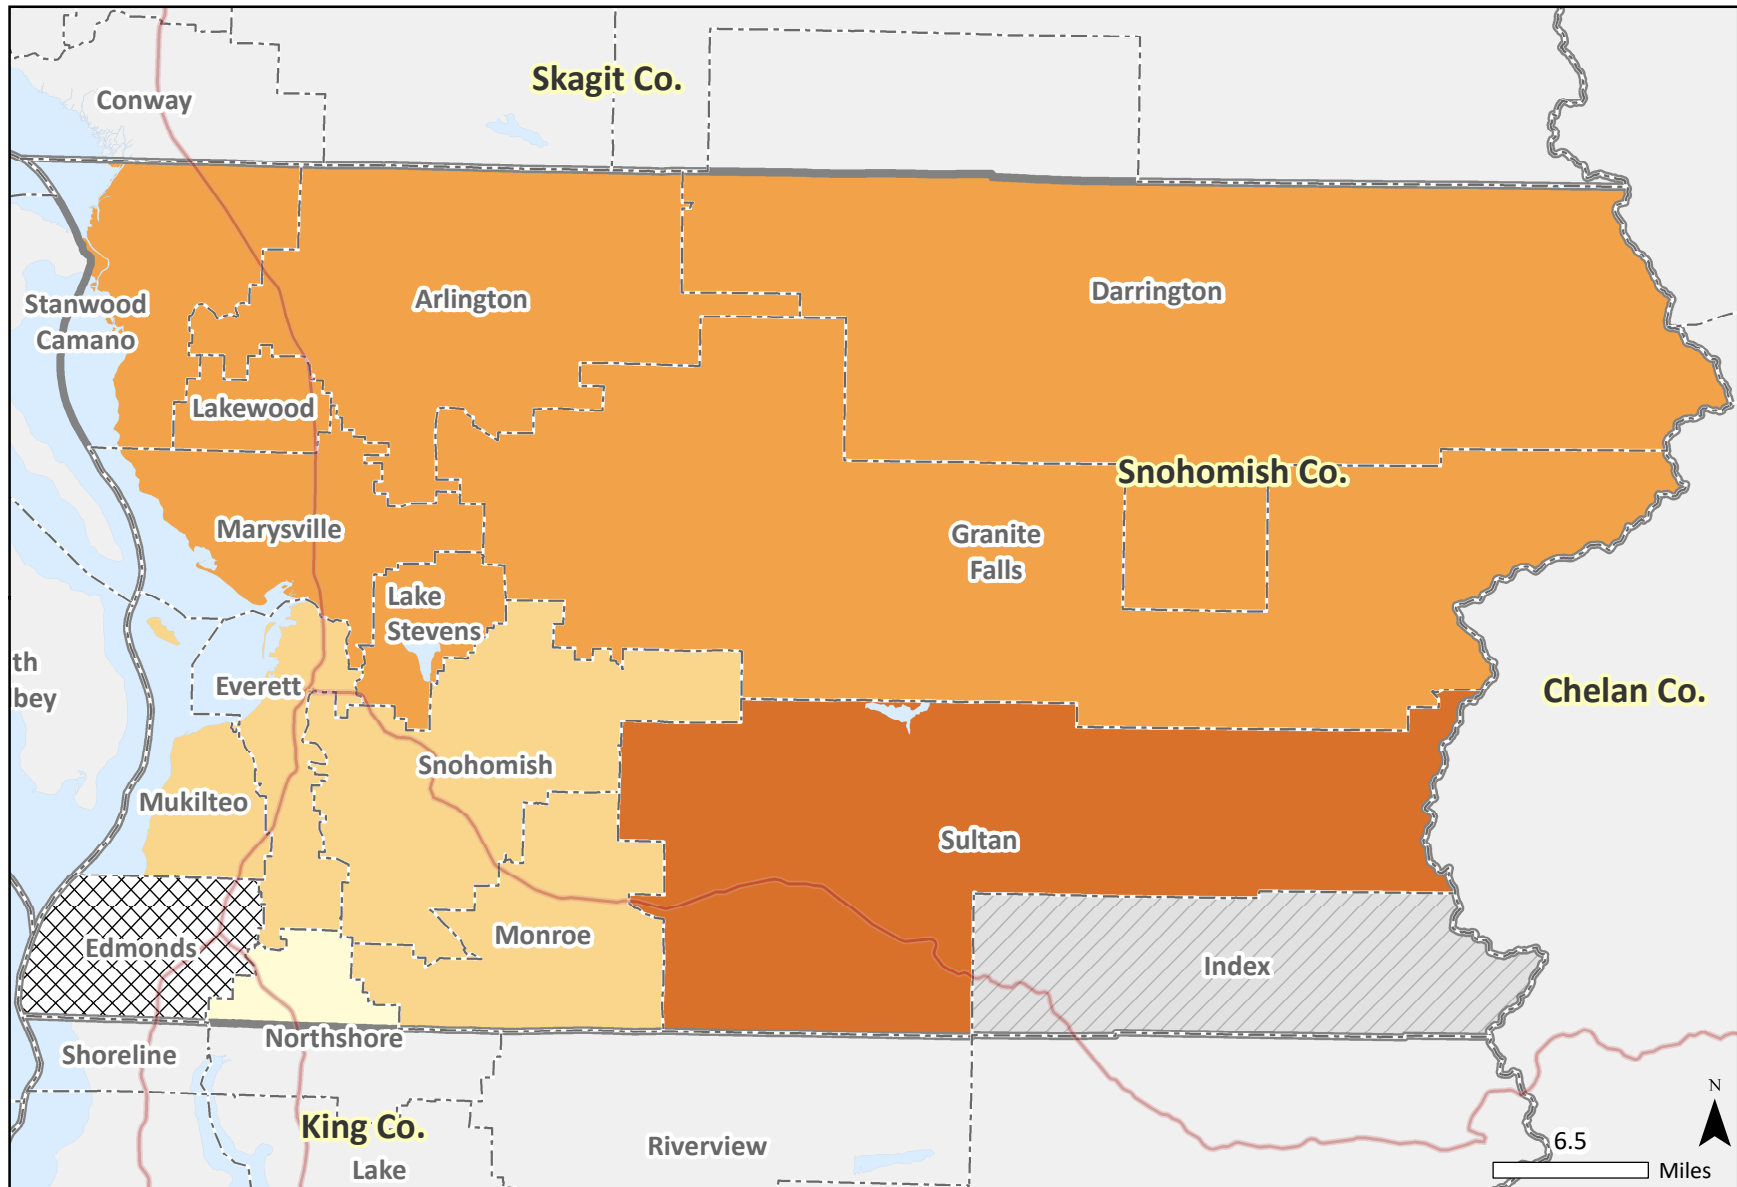 Skagit Co.
Conway
Stanwood
Camano
Arlington
Darrington
Lakewood
Snohomish Co.
Marysville
Granite
Falls
Lake
Stevens
th
lbey
Everett
Chelan Co.
Snohomish
Mukilteo
Sultan
Edmonds
Monroe
Index
Northshore
Shoreline
King Co.
Riverview
Lake
N
6.5
Miles